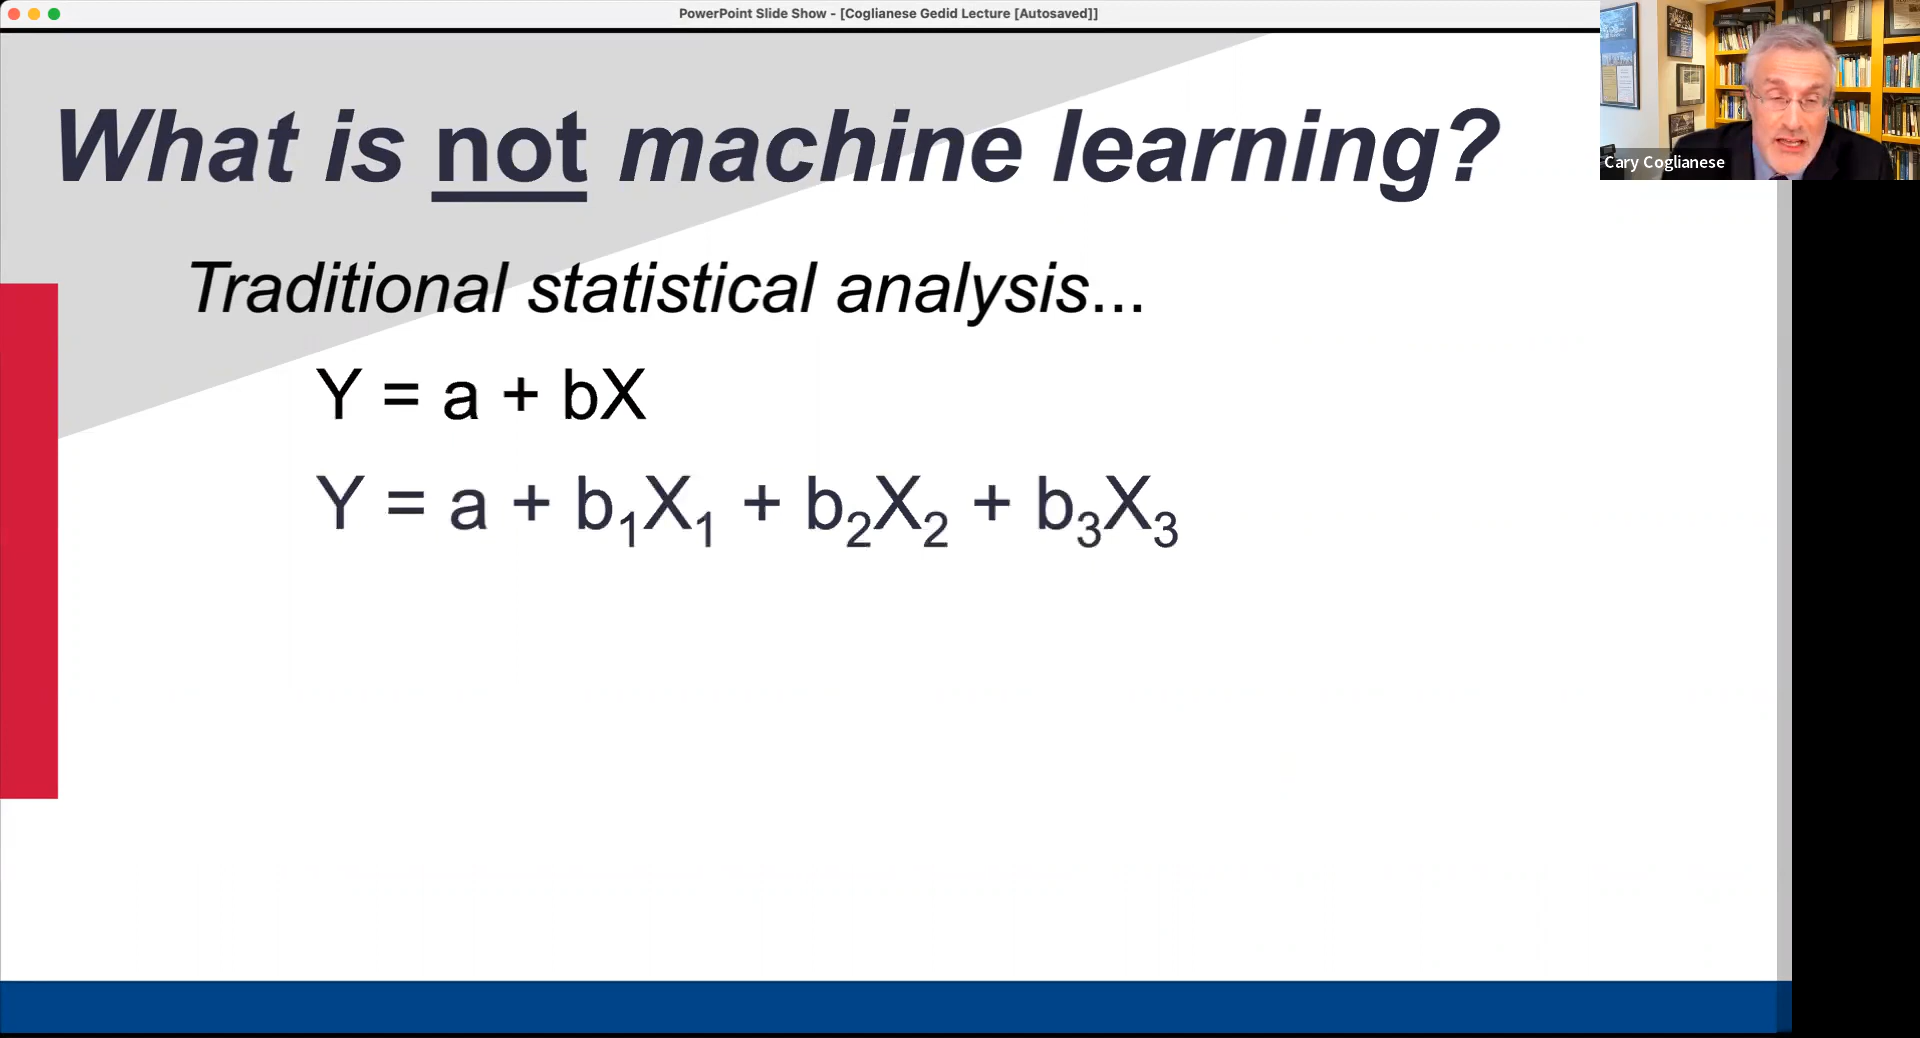 PowerPoint Slide Show - [Coglianese Gedid Lecture [Autosaved]]
What is not machine learning?
Cary Coglianese
Traditional statistical analysis...
Y = a + bX
Y = a + b₁X₁ + b₂X₂ + b₃X₃